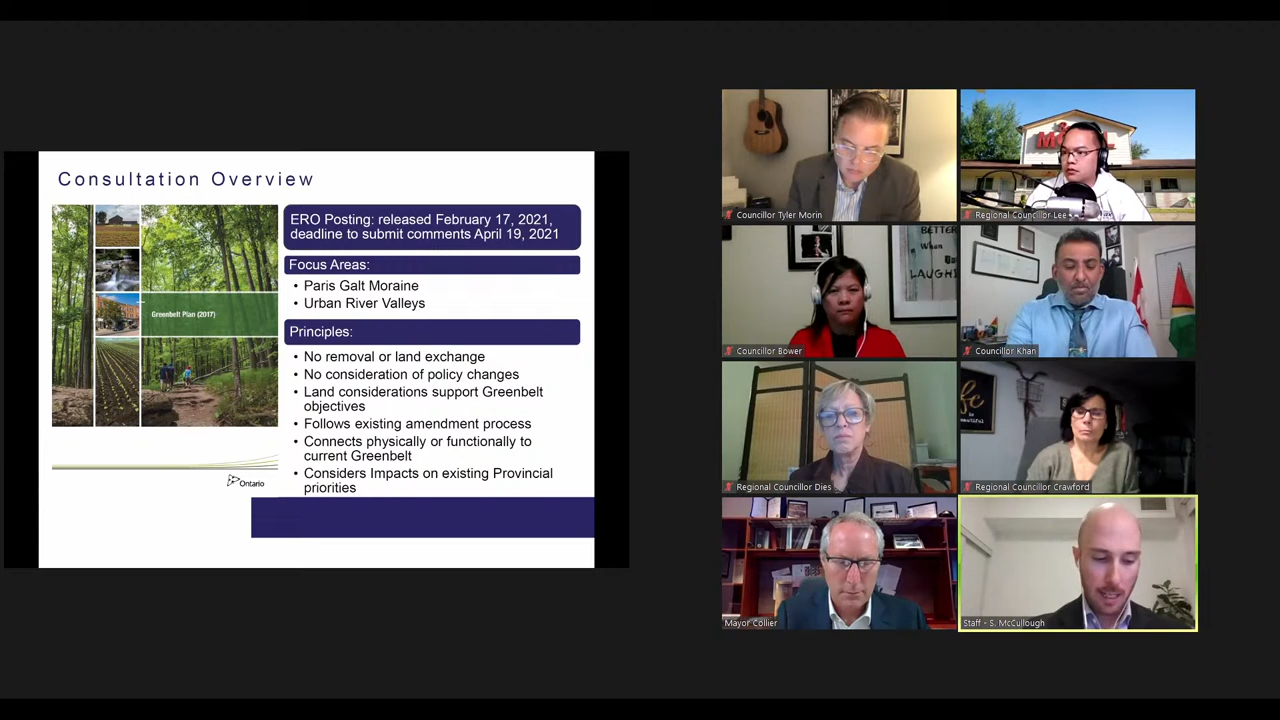 Consultation Overview
Greenbelt Plan (2017)
Ontario
ERO Posting: released February 17, 2021,
deadline to submit comments April 19, 2021
Focus Areas:
• Paris Galt Moraine
• Urban River Valleys
Principles:
• No removal or land exchange
• No consideration of policy changes
• Land considerations support Greenbelt
objectives
• Follows existing amendment process
• Connects physically or functionally to
current Greenbelt
• Considers Impacts on existing Provincial
priorities
Councillor Tyler Morin
Regional Councillor Lee
BETTER
When
LAUGHI
Councillor Bower
Councillor Khan
Regional Councillor Dies
Regional Councillor Crawford
Mayor Collier
Staff - S. McCullough